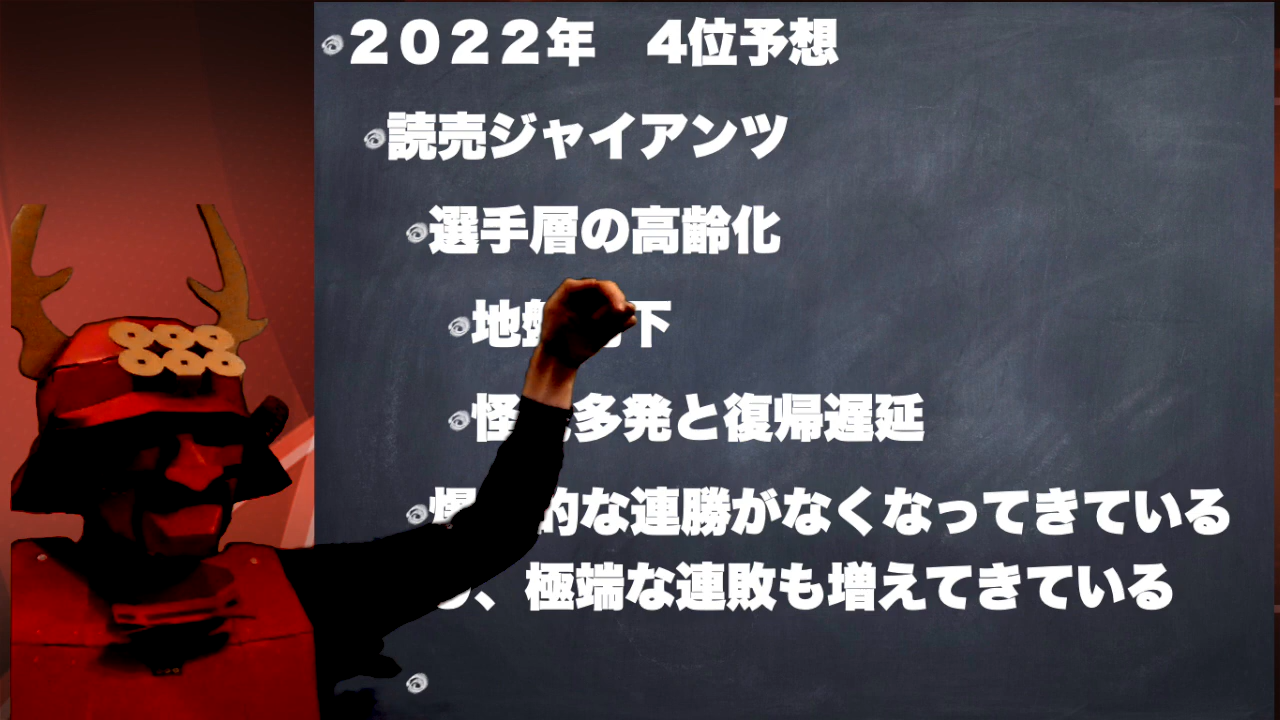 ２０２２年　4位予想
読売ジャイアンツ
選手層の高齢化
地 下
怪 多発と復帰遅延
的な連勝がなくなってきている
、極端な連敗も増えてきている